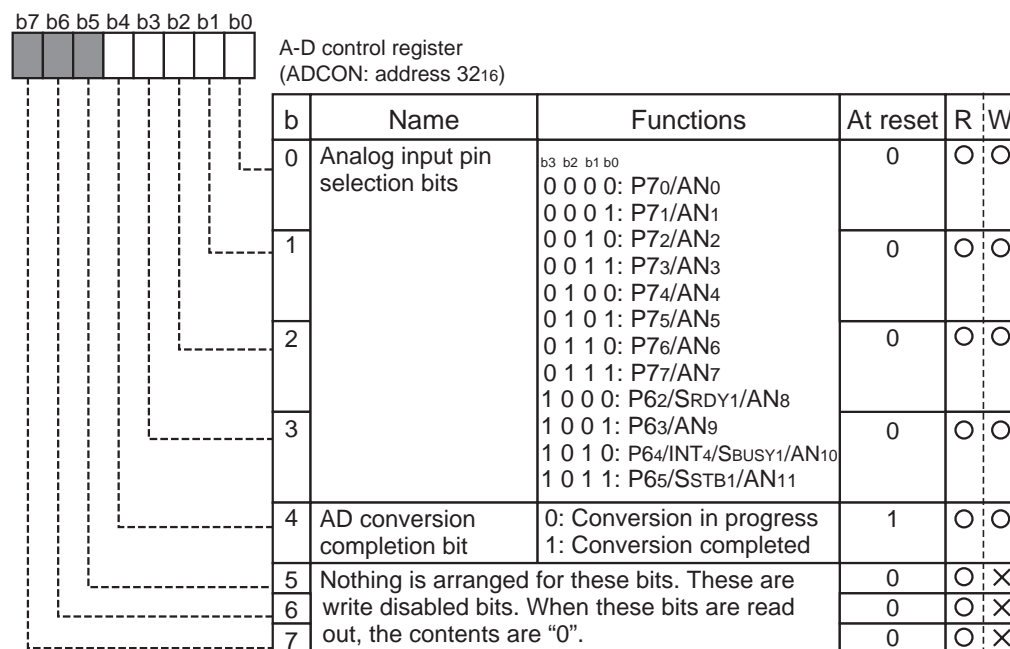 b7 b6 b5 b4 b3 b2 b1 b0
A-D control register
(ADCON: address 3216)
b Name Functions At reset R W
0 Analog input pin selection bits 0 O O
b3 b2 b1 b0
0 0 0 0: P70/AN0
0 0 0 1: P71/AN1
0 0 1 0: P72/AN2
0 0 1 1: P73/AN3
0 1 0 0: P74/AN4
0 1 0 1: P75/AN5
0 1 1 0: P76/AN6
0 1 1 1: P77/AN7
1 0 0 0: P62/SRDY1/AN8
1 0 0 1: P63/AN9
1 0 1 0: P64/INT4/SBUSY1/AN10
1 0 1 1: P65/SSTB1/AN11
1 0 O O
2 0 O O
3 0 O O
4 AD conversion completion bit 1 O O
0: Conversion in progress
1: Conversion completed
5 Nothing is arranged for these bits. These are 0 O ×
6 write disabled bits. When these bits are read 0 O ×
7 out, the contents are “0”. 0 O ×